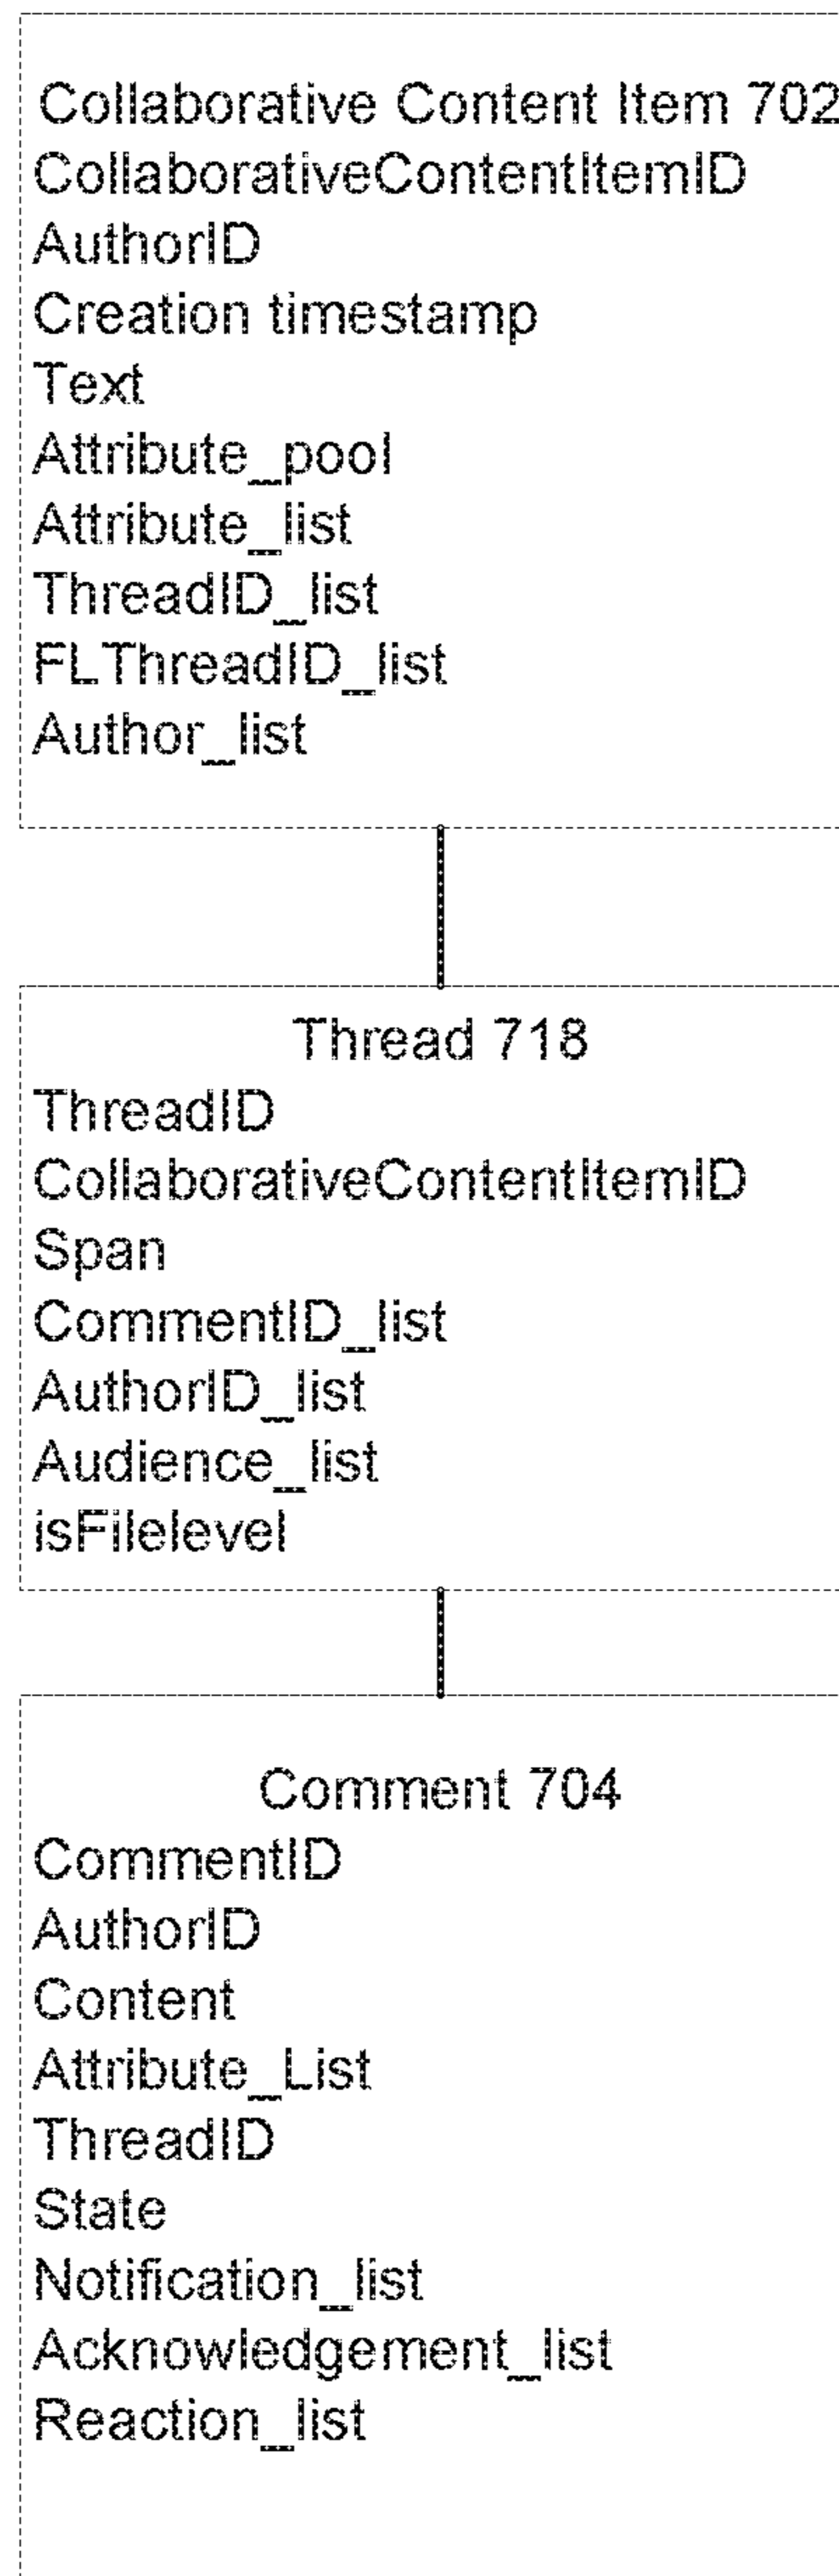 Collaborative Content Item 702
CollaborativeContentItemID
AuthorID
Creation timestamp
Text
Attribute_pool
Attribute_list
ThreadID_list
FLThreadID_list
Author_list
Thread 718
ThreadID
CollaborativeContentItemID
Span
CommentID_list
AuthorID_list
Audience_list
isFilelevel
Comment 704
CommentID
AuthorID
Content
Attribute_List
ThreadID
State
Notification_list
Acknowledgement_list
Reaction_list